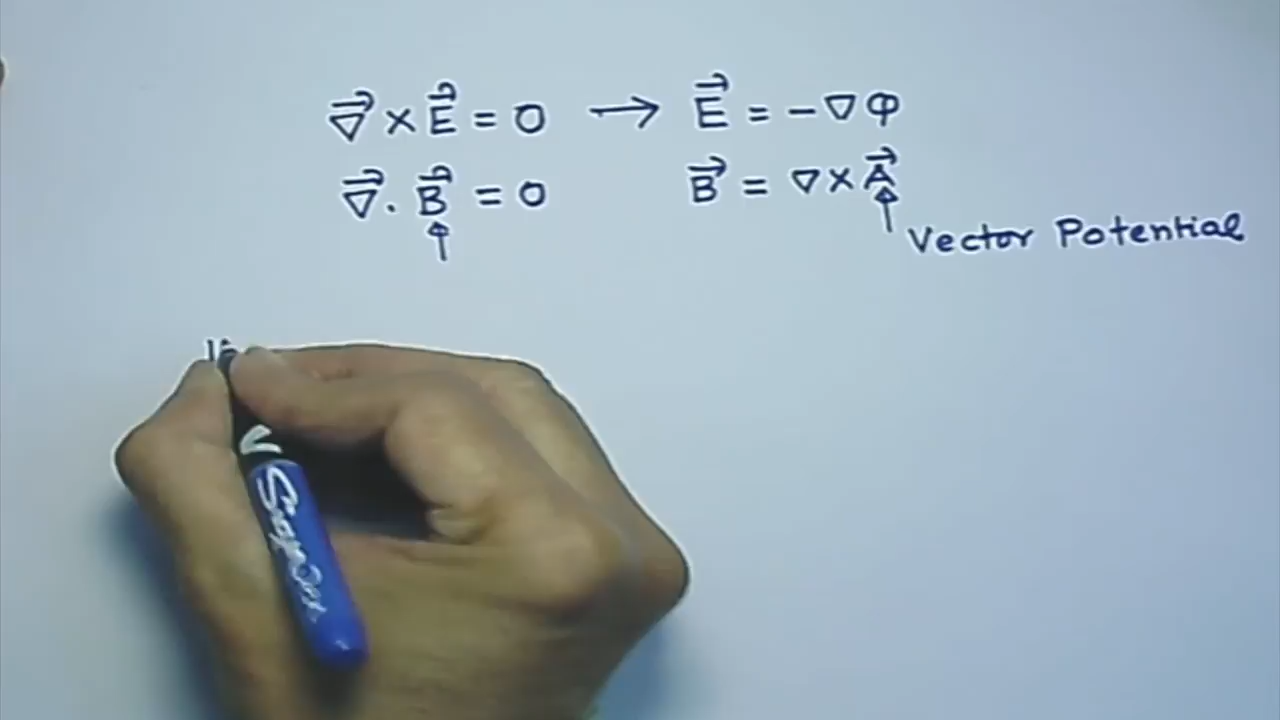 ∇⃗ × E⃗ = 0 → E⃗ = -∇φ
∇⃗ . B⃗ = 0 B⃗ = ∇ × A⃗
Vector Potential